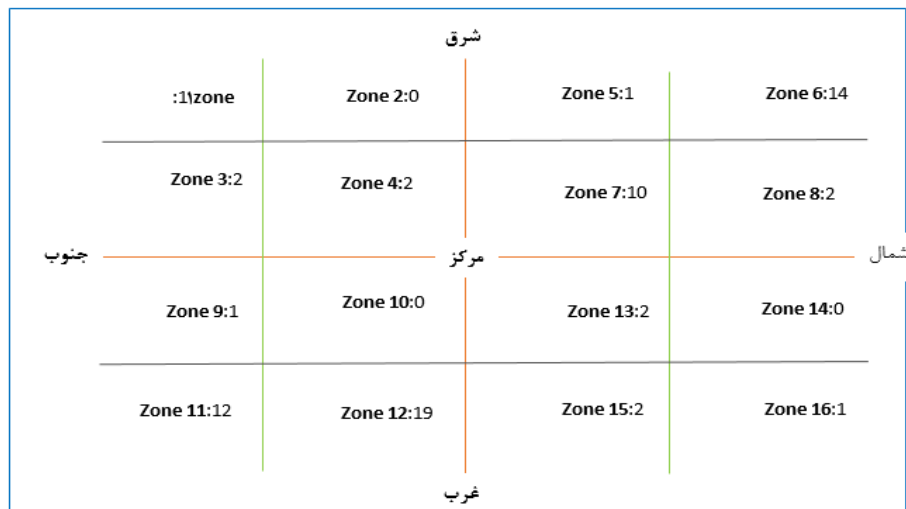 شرق
:1\zone
Zone 2:0
Zone 5:1
Zone 6:14
Zone 3:2
Zone 4:2
Zone 7:10
Zone 8:2
جنوب
مرکز
شمال
Zone 9:1
Zone 10:0
Zone 13:2
Zone 14:0
Zone 11:12
Zone 12:19
Zone 15:2
Zone 16:1
غرب